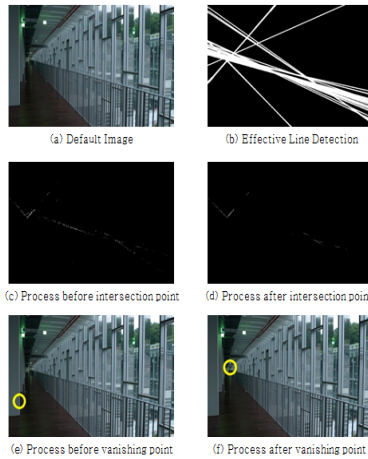 (a) Default Image
(b) Effective Line Detection
(c) Process before intersection point
(d) Process after intersection point
(e) Process before vanishing point
(f) Process after vanishing point